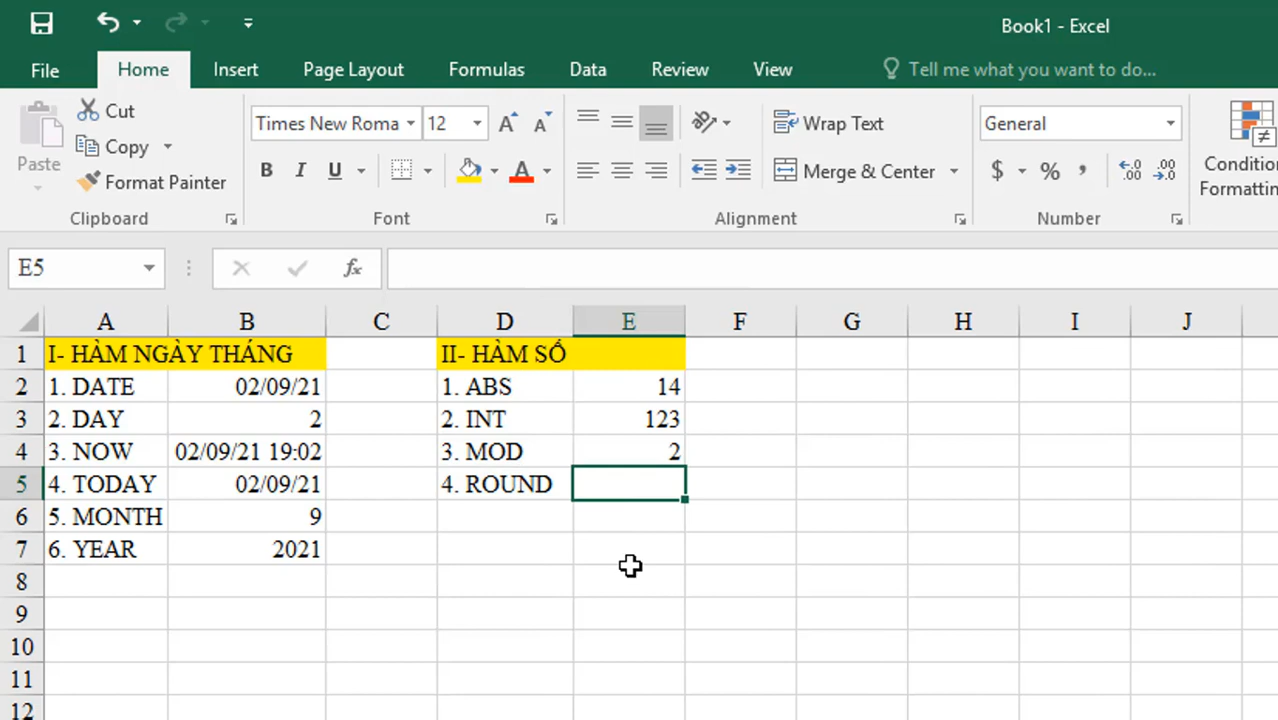 Book1 - Excel
File Home Insert Page Layout Formulas Data Review View Tell me what you want to do...
Paste
Cut
Copy
Format Painter
Clipboard
Times New Roma 12
B I U
Font
Wrap Text
Merge & Center
Alignment
General
$ %
Number
Condition
Formatting
E5 fx
A B C D E F G H I J
1 I- HÀM NGÀY THÁNG II- HÀM SỐ
2 1. DATE 02/09/21 1. ABS 14
3 2. DAY 2 2. INT 123
4 3. NOW 02/09/21 19:02 3. MOD 2
5 4. TODAY 02/09/21 4. ROUND
6 5. MONTH 9
7 6. YEAR 2021
8
9
10
11
12